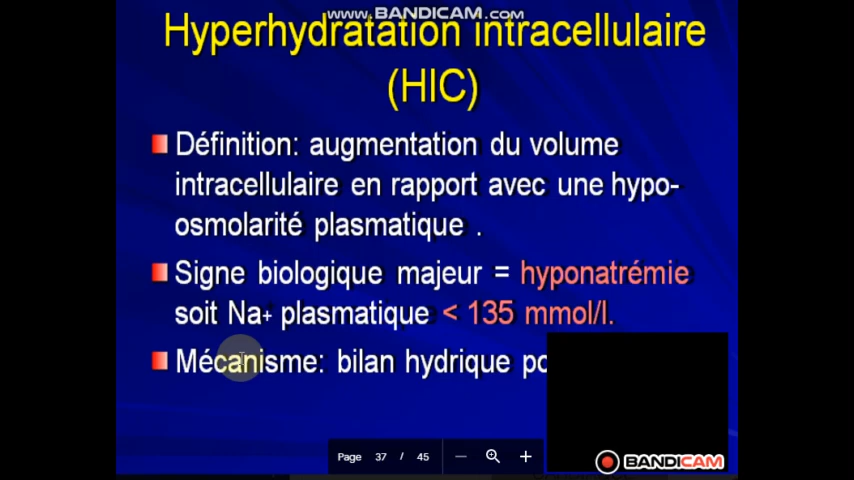 www.BANDICAM.com
Hyperhydratation intracellulaire
(HIC)
Définition: augmentation du volume
intracellulaire en rapport avec une hypo-
osmolarité plasmatique .
Signe biologique majeur = hyponatrémie
soit Na+ plasmatique < 135 mmol/l.
Mécanisme: bilan hydrique
Page 37 / 45
BANDICAM